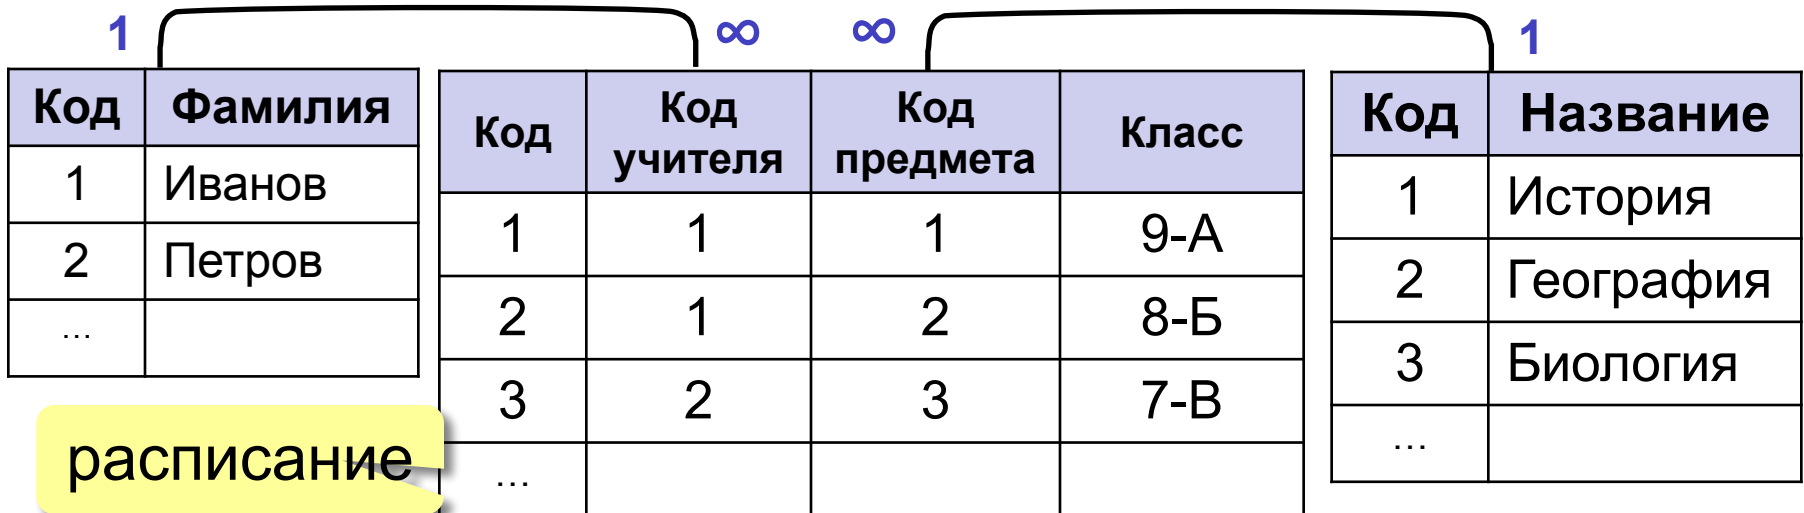 1 ∞ ∞ 1
Код Фамилия
1 Иванов
2 Петров
...
Код Код учителя Код предмета Класс
1 1 1 9-А
2 1 2 8-Б
3 2 3 7-В
...
Код Название
1 История
2 География
3 Биология
...
расписание